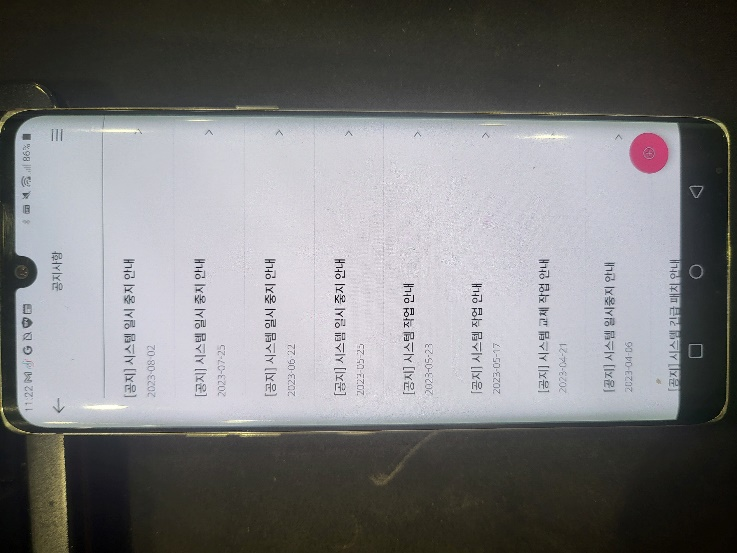 11:22
86%
공지사항
[공지] 시스템 일시 중지 안내
2023-08-02
[공지] 시스템 일시 중지 안내
2023-07-25
[공지] 시스템 일시 중지 안내
2023-06-22
[공지] 시스템 일시 중지 안내
2023-05-25
[공지] 시스템 작업 안내
2023-05-23
[공지] 시스템 작업 안내
2023-05-17
[공지] 시스템 교체 작업 안내
2023-04-21
[공지] 시스템 일시중지 안내
2023-04-06
[공지] 시스템 긴급 패치 안내